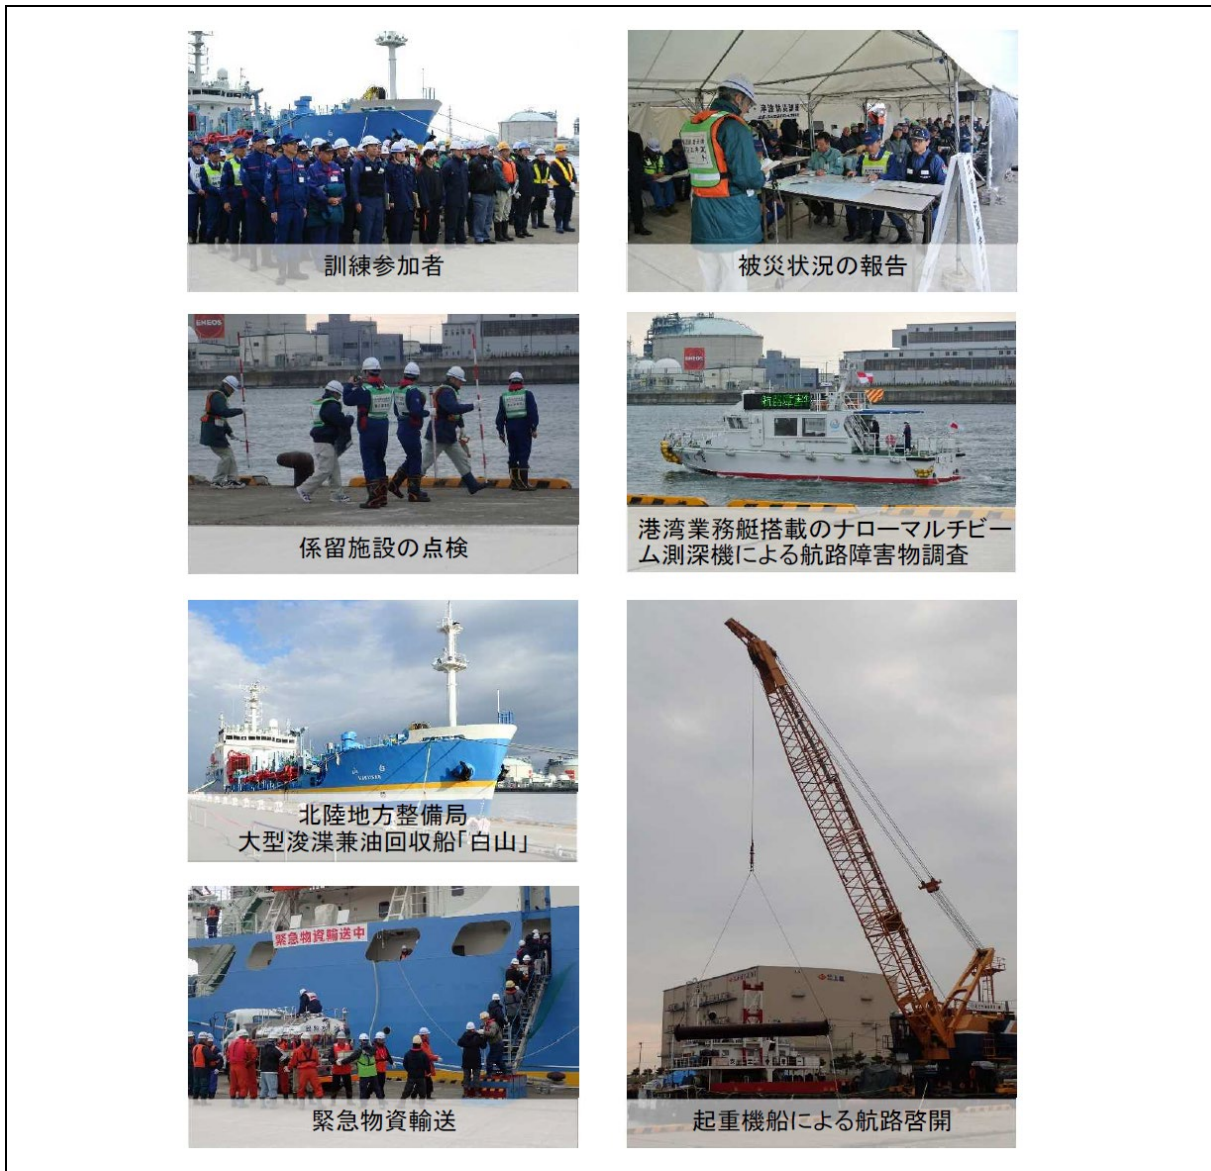 訓練参加者
被災状況の報告
ENEOS
係留施設の点検
ENEOS
港湾業務艇搭載のナローマルチビー
ム測深機による航路障害物調査
北陸地方整備局
大型浚渫兼油回収船「白山」
緊急物資輸送中
緊急物資輸送
起重機船による航路啓開